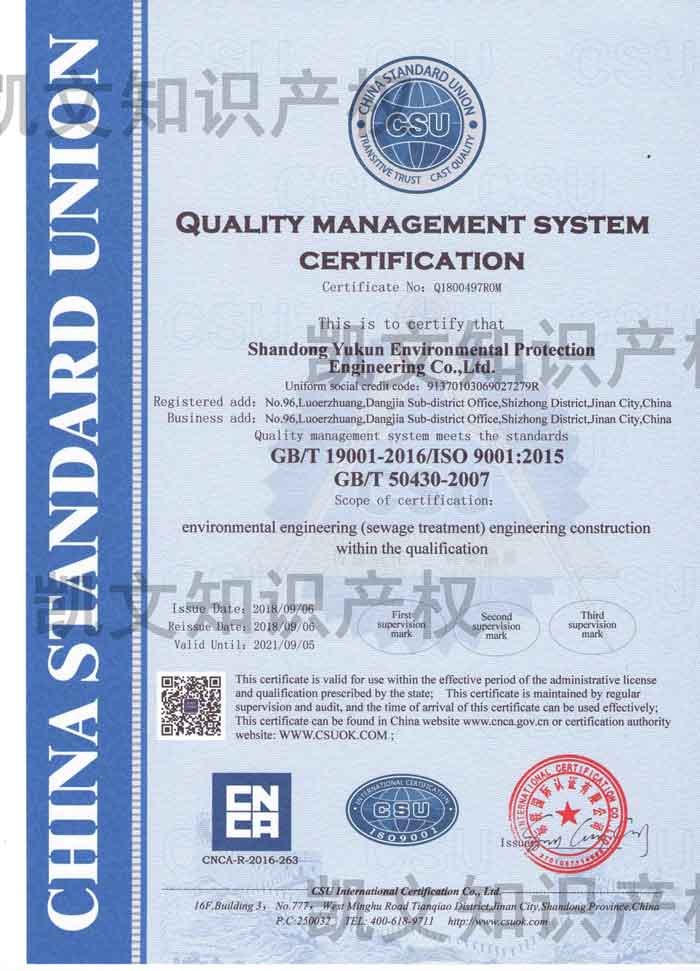 CHINA STANDARD UNION
CHINA STANDARD UNION
CSU
TRANSITIVE TRUST CAST QUALITY
凯文知识产权
QUALITY MANAGEMENT SYSTEM
CERTIFICATION
Certificate No: Q1800497R0M
This is to certify that
凯文知识产权
Shandong Yukun Environmental Protection
Engineering Co.,Ltd.
Uniform social credit code: 91370103069027279R
Registered add: No.96,Luoerzhuang,Dangjia Sub-district Office,Shizhong District,Jinan City,China
Business add: No.96,Luoerzhuang,Dangjia Sub-district Office,Shizhong District,Jinan City,China
Quality management system meets the standards
GB/T 19001-2016/ISO 9001:2015
GB/T 50430-2007
Scope of certification:
environmental engineering (sewage treatment) engineering construction
within the qualification
凯文知识产权
Issue Date: 2018/09/06
Reissue Date: 2018/09/06
Valid Until: 2021/09/05
First
supervision
mark
Second
supervision
mark
Third
supervision
mark
This certificate is valid for use within the effective period of the administrative license
and qualification prescribed by the state; This certificate is maintained by regular
supervision and audit, and the time of arrival of this certificate can be used effectively;
This certificate can be found in China website www.cnca.gov.cn or certification authority
website: WWW.CSUOK.COM ;
CNCA
CNCA-R-2016-263
INTERNATIONAL CERTIFICATION
CSU
ISO9001
INTERNATIONAL CERTIFICATION CO
联国际认证有限公司
Issue
凯文知识产权
CSU International Certification Co., Ltd.
16F,Building 3, No.777, West Minghu Road Tianqiao District,Jinan City,Shandong Province,China
P.C.250032 TEL: 400-618-9711 http://www.csuok.com